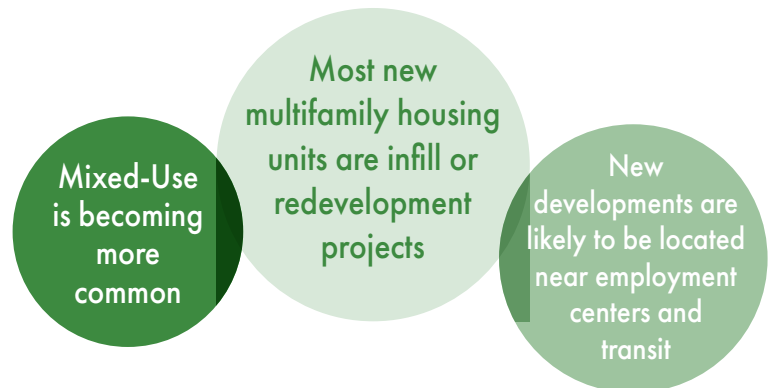 Mixed-Use
is becoming
more
common
Most new
multifamily housing
units are infill or
redevelopment
projects
New
developments are
likely to be located
near employment
centers and
transit